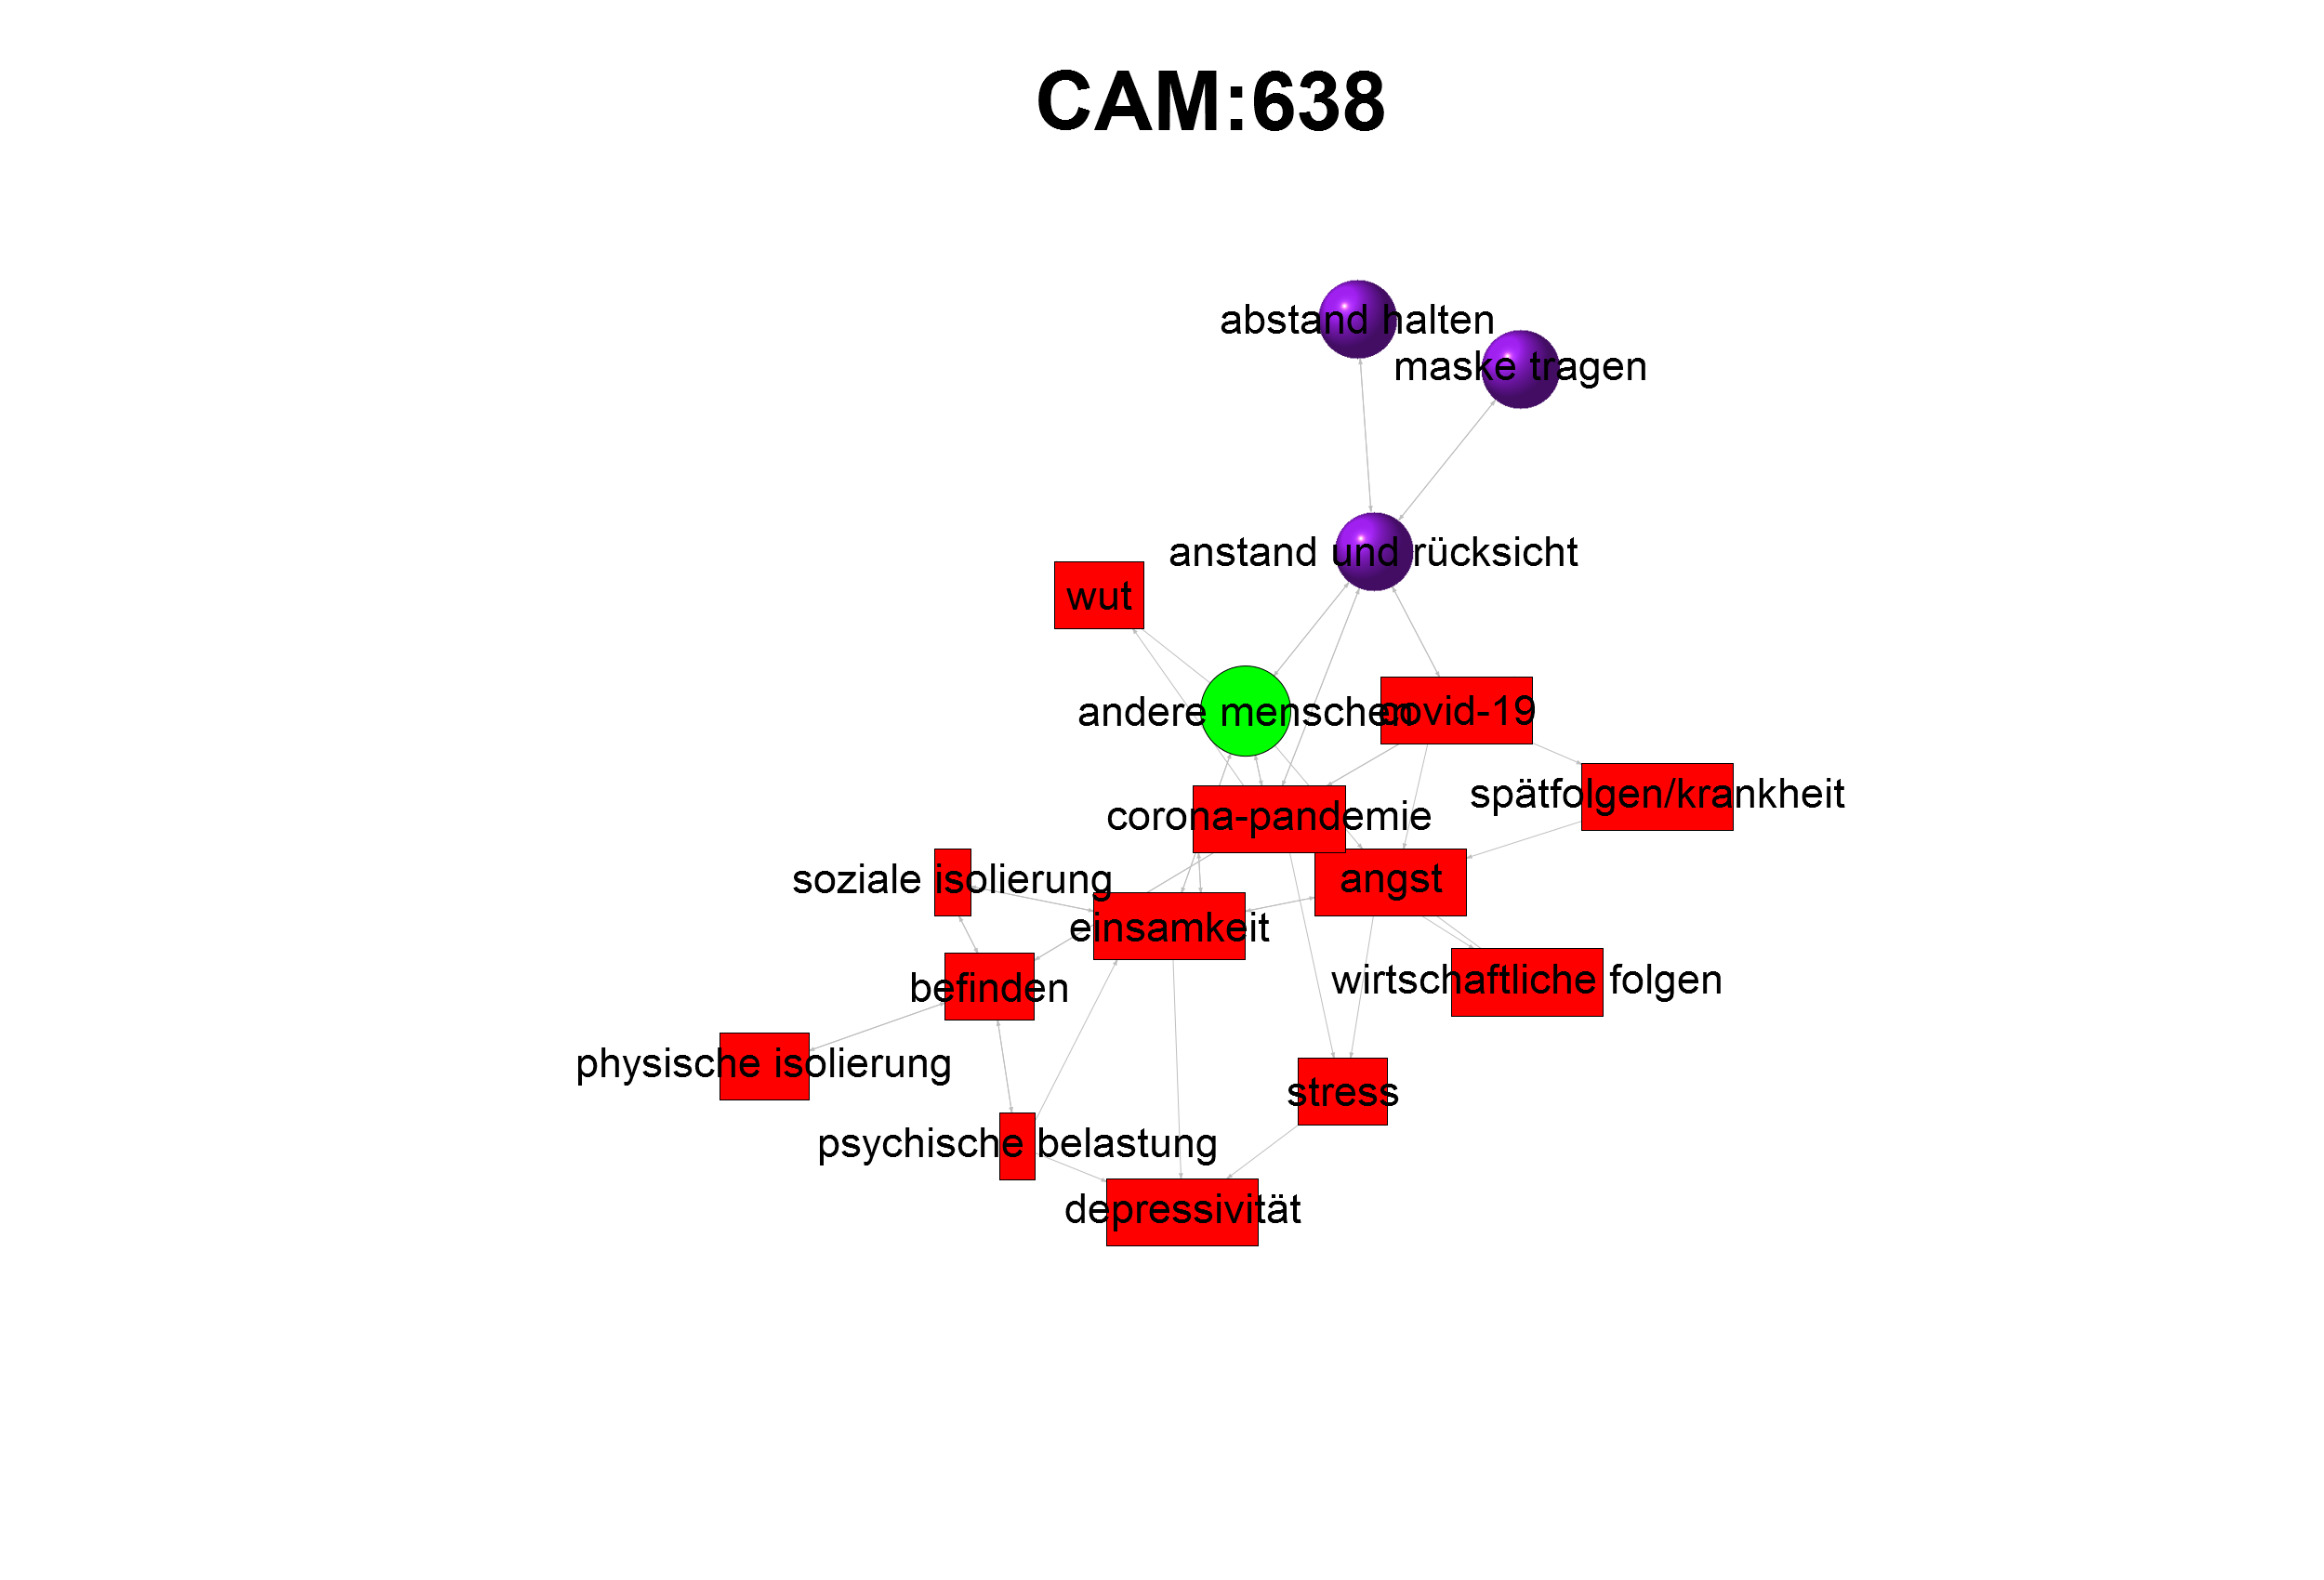 CAM:638
abstand halten
maske tragen
anstand und rücksicht
wut
andere menschen
covid-19
spätfolgen/krankheit
corona-pandemie
soziale isolierung
angst
einsamkeit
wirtschaftliche folgen
befinden
physische isolierung
stress
psychische belastung
depressivität